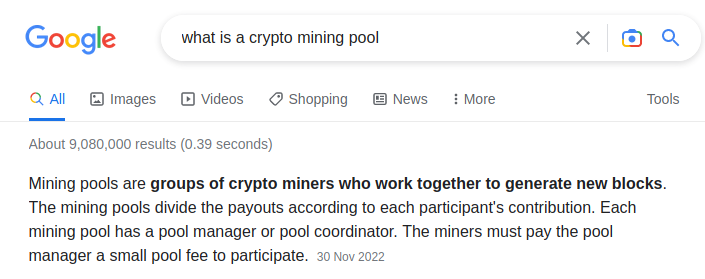 Google
what is a crypto mining pool
All Images Videos Shopping News More Tools
About 9,080,000 results (0.39 seconds)
Mining pools are groups of crypto miners who work together to generate new blocks.
The mining pools divide the payouts according to each participant's contribution. Each
mining pool has a pool manager or pool coordinator. The miners must pay the pool
manager a small pool fee to participate. 30 Nov 2022